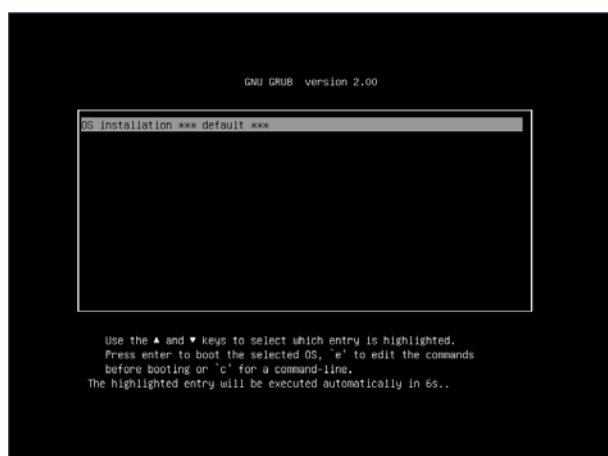 GNU GRUB version 2.00
OS installation *** default ***
Use the ▲ and ▼ keys to select which entry is highlighted.
Press enter to boot the selected OS, `e' to edit the commands
before booting or `c' for a command-line.
The highlighted entry will be executed automatically in 6s..